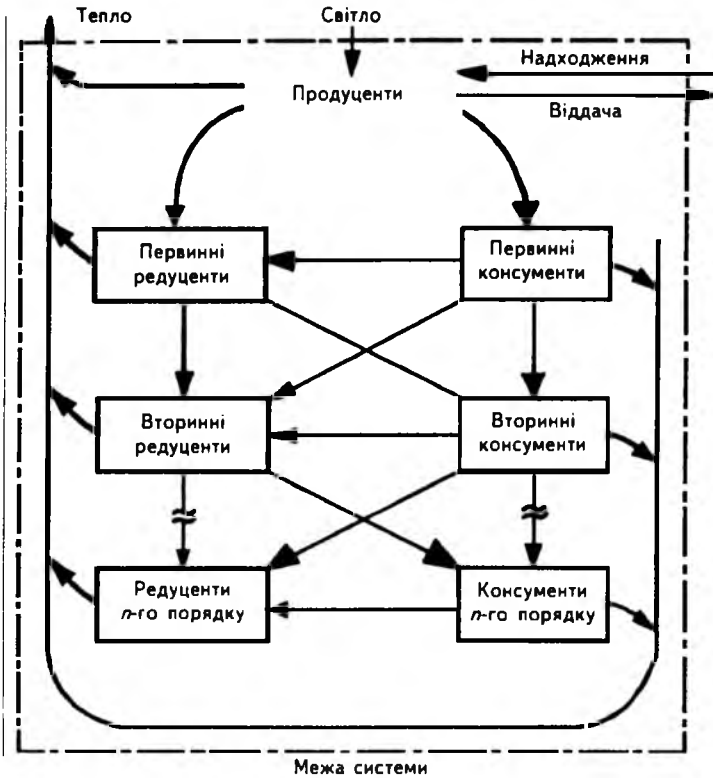 Тепло
Світло
Надходження
Продуценти
Віддача
Первинні
редуценти
Первинні
консументи
Вторинні
редуценти
Вторинні
консументи
Редуценти
n-го порядку
Консументи
n-го порядку
Межа системи